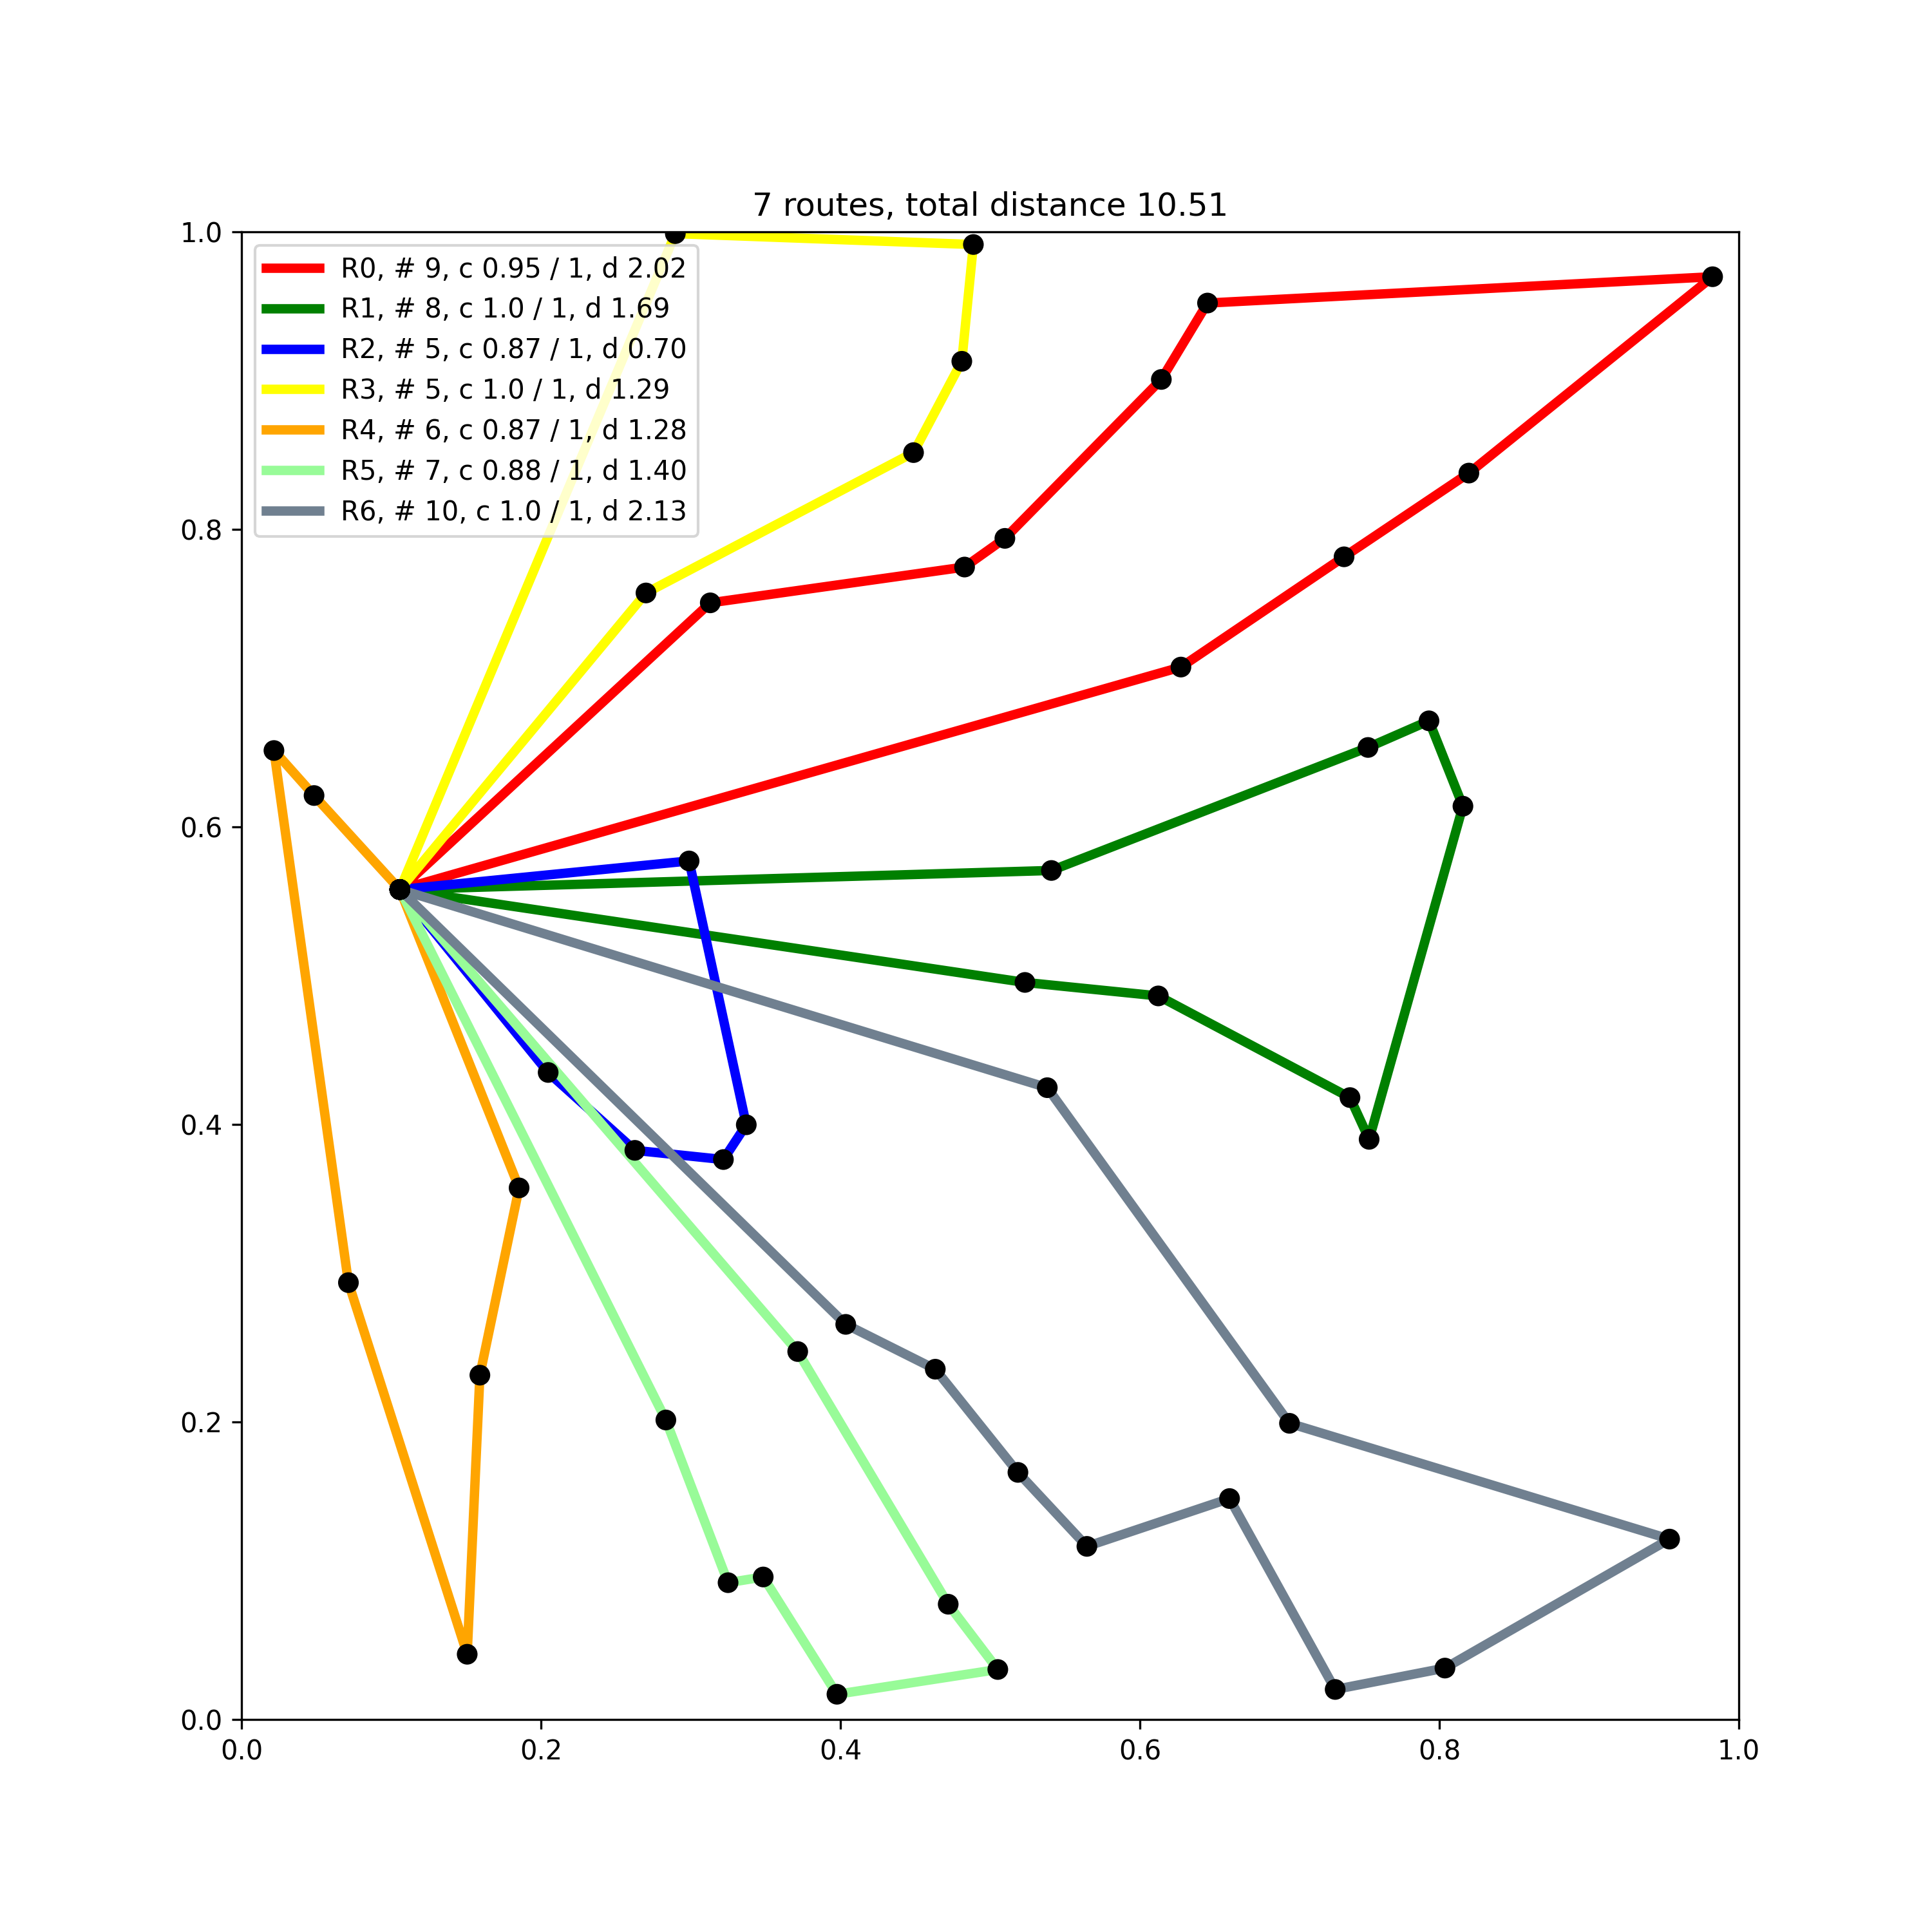 7 routes, total distance 10.51
1.0
R0, # 9, c 0.95 / 1, d 2.02
R1, # 8, c 1.0 / 1, d 1.69
R2, # 5, c 0.87 / 1, d 0.70
R3, # 5, c 1.0 / 1, d 1.29
R4, # 6, c 0.87 / 1, d 1.28
R5, # 7, c 0.88 / 1, d 1.40
R6, # 10, c 1.0 / 1, d 2.13
0.8
0.6
0.4
0.2
0.0
0.0 0.2 0.4 0.6 0.8 1.0